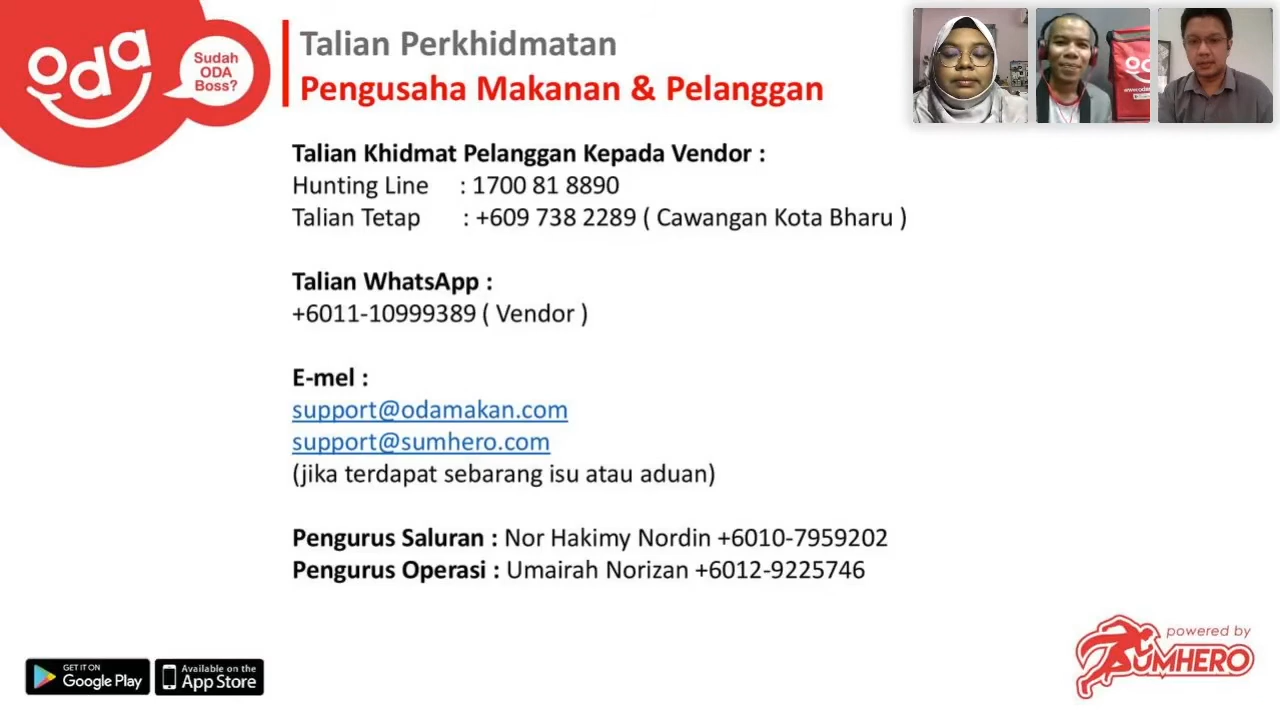 oda
Sudah
ODA
Boss?
Talian Perkhidmatan
Pengusaha Makanan & Pelanggan
Talian Khidmat Pelanggan Kepada Vendor :
Hunting Line : 1700 81 8890
Talian Tetap : +609 738 2289 ( Cawangan Kota Bharu )
Talian WhatsApp :
+6011-10999389 ( Vendor )
E-mel :
support@odamakan.com
support@sumhero.com
(jika terdapat sebarang isu atau aduan)
Pengurus Saluran : Nor Hakimy Nordin +6010-7959202
Pengurus Operasi : Umairah Norizan +6012-9225746
GET IT ON
Google Play
Available on the
App Store
powered by
SUMHERO